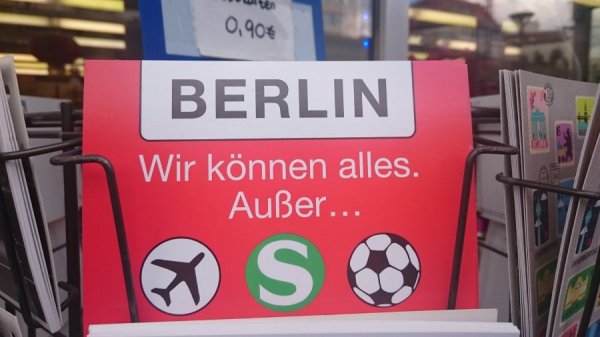 0,90€
BERLIN
Wir können alles.
Außer...
S